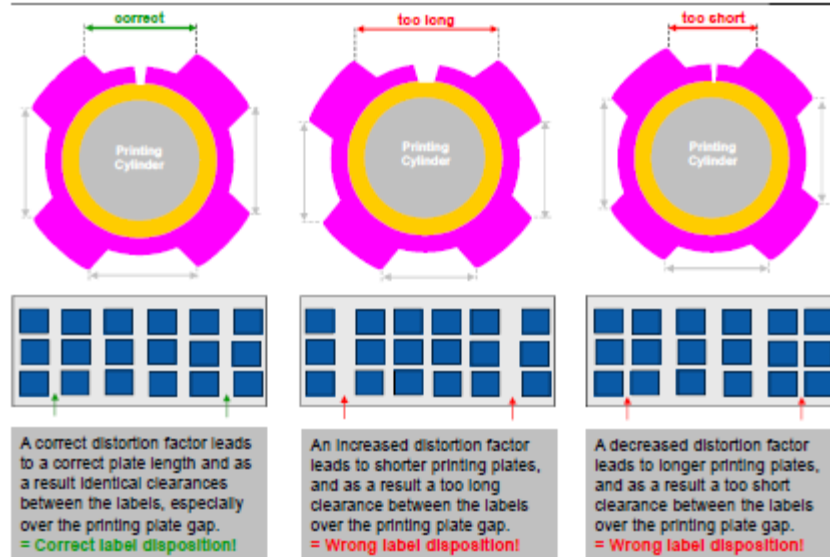 correct
too long
too short
Printing
Cylinder
Printing
Cylinder
Printing
Cylinder
A correct distortion factor leads
to a correct plate length and as
a result identical clearances
between the labels, especially
over the printing plate gap.
= Correct label disposition!
An increased distortion factor
leads to shorter printing plates,
and as a result a too long
clearance between the labels
over the printing plate gap.
= Wrong label disposition!
A decreased distortion factor
leads to longer printing plates,
and as a result a too short
clearance between the labels
over the printing plate gap.
= Wrong label disposition!